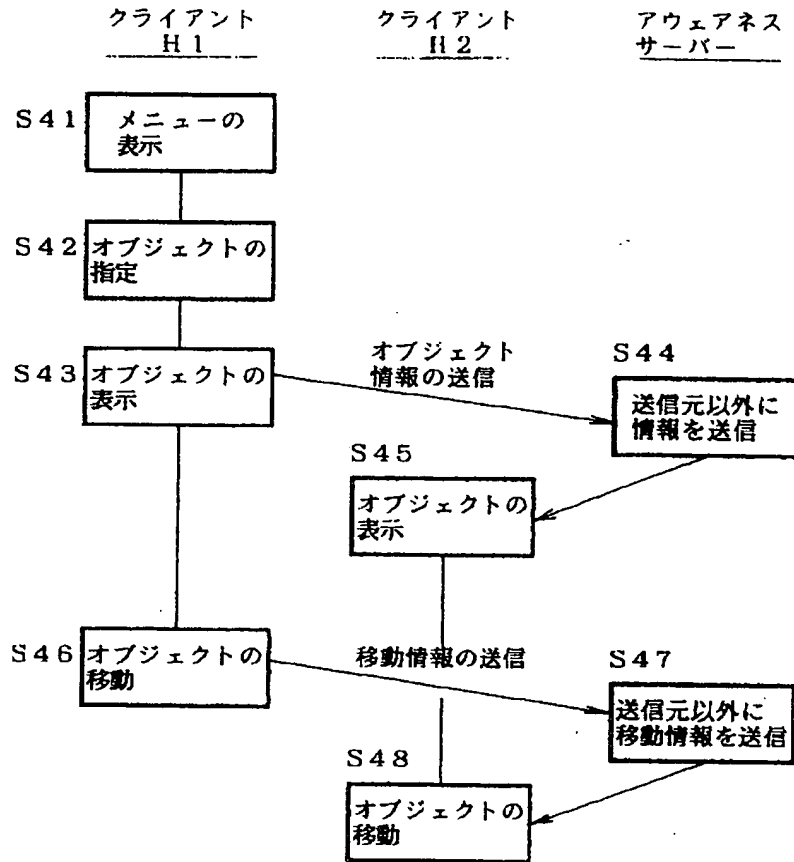 クライアント
H1
クライアント
H2
アウェアネス
サーバー
S41
メニューの
表示
S42
オブジェクトの
指定
S43
オブジェクトの
表示
オブジェクト
情報の送信
S44
送信元以外に
情報を送信
S45
オブジェクトの
表示
S46
オブジェクトの
移動
移動情報の送信
S47
送信元以外に
移動情報を送信
S48
オブジェクトの
移動